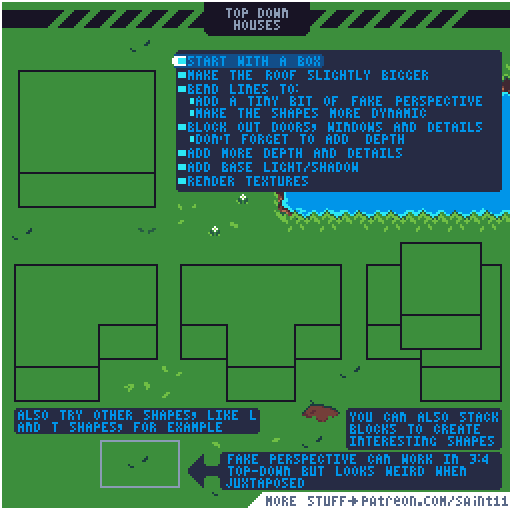 TOP DOWN
HOUSES
START WITH A BOX
MAKE THE ROOF SLIGHTLY BIGGER
BEND LINES TO:
ADD A TINY BIT OF FAKE PERSPECTIVE
MAKE THE SHAPES MORE DYNAMIC
BLOCK OUT DOORS, WINDOWS AND DETAILS
DON'T FORGET TO ADD DEPTH
ADD MORE DEPTH AND DETAILS
ADD BASE LIGHT/SHADOW
RENDER TEXTURES
ALSO TRY OTHER SHAPES, LIKE L
AND T SHAPES, FOR EXAMPLE
YOU CAN ALSO STACK
BLOCKS TO CREATE
INTERESTING SHAPES
FAKE PERSPECTIVE CAN WORK IN 3:4
TOP-DOWN BUT LOOKS WEIRD WHEN
JUXTAPOSED
MORE STUFF→PATREON.COM/SAINT11